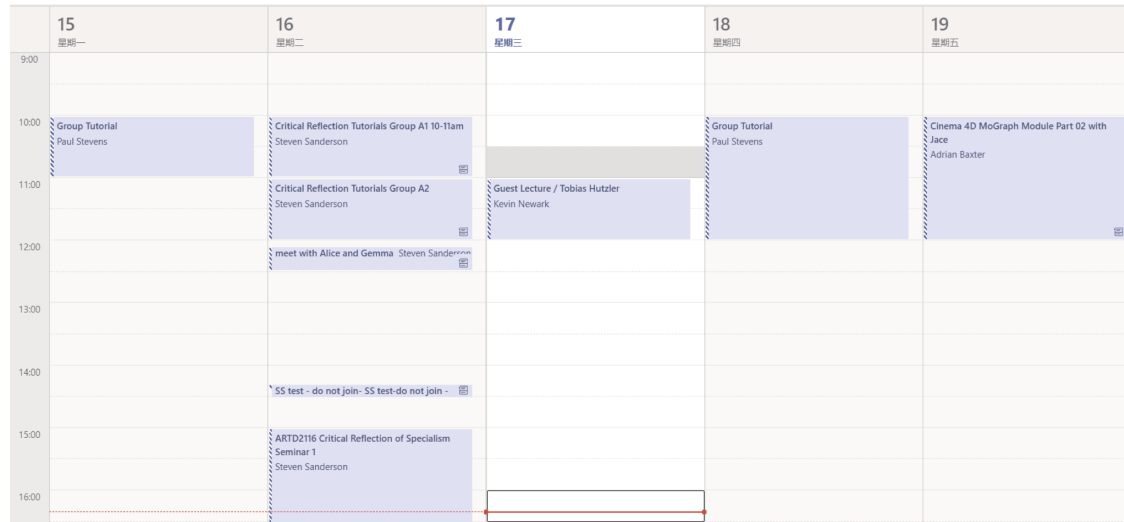 15
星期一
16
星期二
17
星期三
18
星期四
19
星期五
9:00
10:00
Group Tutorial
Paul Stevens
Critical Reflection Tutorials Group A1 10-11am
Steven Sanderson
Group Tutorial
Paul Stevens
Cinema 4D MoGraph Module Part 02 with
Jace
Adrian Baxter
11:00
Critical Reflection Tutorials Group A2
Steven Sanderson
Guest Lecture / Tobias Hutzler
Kevin Newark
12:00
meet with Alice and Gemma Steven Sanderson
13:00
14:00
SS test - do not join- SS test-do not join -
15:00
ARTD2116 Critical Reflection of Specialism
Seminar 1
Steven Sanderson
16:00